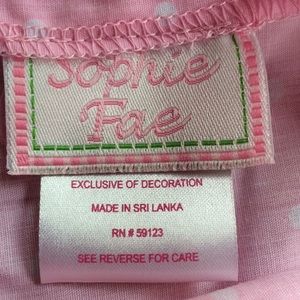 Sophie
Fae
EXCLUSIVE OF DECORATION
MADE IN SRI LANKA
RN # 59123
SEE REVERSE FOR CARE